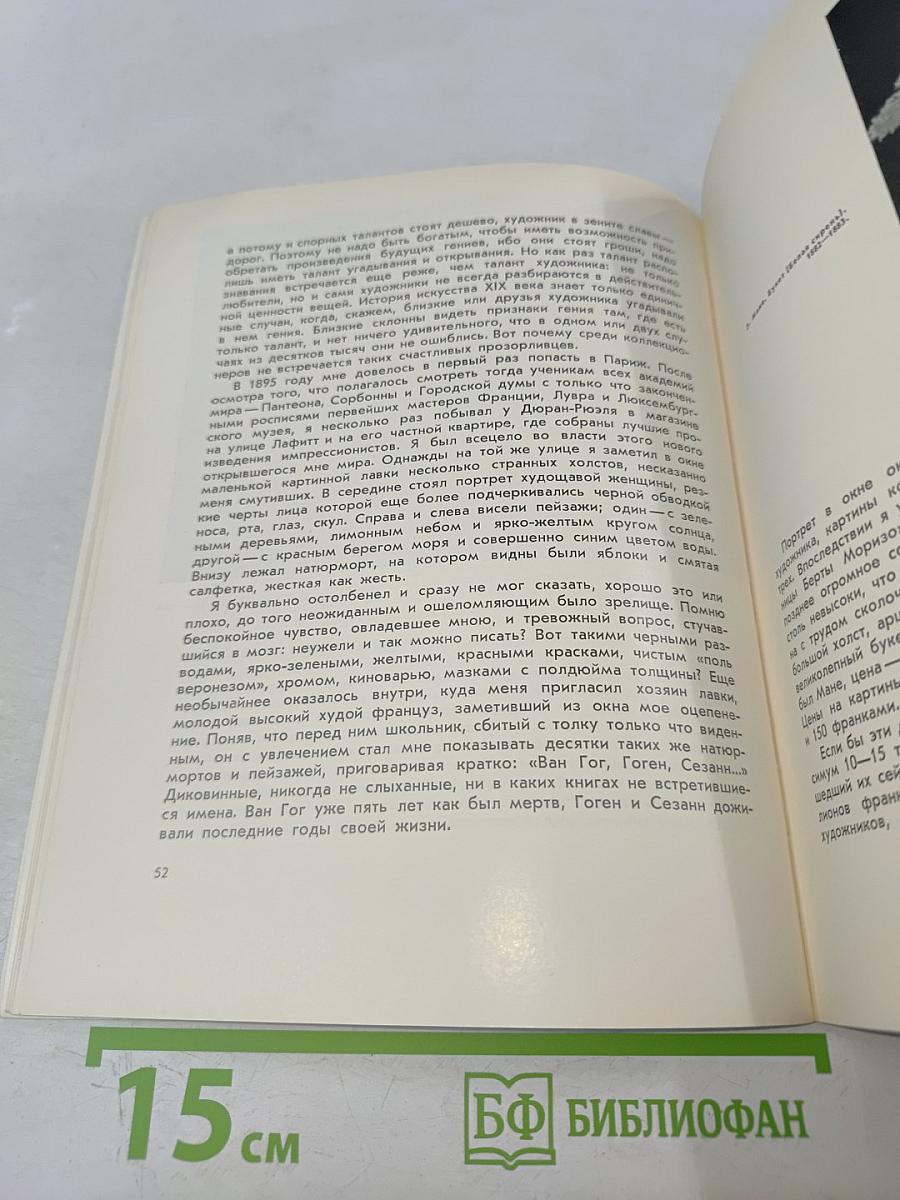 а потому и спорных талантов стоят дешево, художник в зените славы —
дорог. Поэтому не надо быть богатым, чтобы иметь возможность при-
обретать произведения будущих гениев, ибо они стоят гроши, надо
лишь иметь талант угадывания и открывания. Но как раз талант распо-
знавания встречается еще реже, чем талант художника: не только
любители, но и сами художники не всегда разбираются в действитель-
ной ценности вещей. История искусства XIX века знает только единич-
ные случаи, когда, скажем, близкие или друзья художника угадывали
в нем гения. Близкие склонны видеть признаки гения там, где есть
только талант, и нет ничего удивительного, что в одном или двух слу-
чаях из десятков тысяч они не ошиблись. Вот почему среди коллекцио-
неров не встречается таких счастливых прозорливцев.
В 1895 году мне довелось в первый раз попасть в Париж. После
осмотра того, что полагалось смотреть тогда ученикам всех академий
мира — Пантеона, Сорбонны и Городской думы с только что закончен-
ными росписями первейших мастеров Франции, Лувра и Люксембург-
ского музея, я несколько раз побывал у Дюран-Рюэля в магазине
на улице Лафитт и на его частной квартире, где собраны лучшие про-
изведения импрессионистов. Я был всецело во власти этого нового
открывшегося мне мира. Однажды на той же улице я заметил в окне
маленькой картинной лавки несколько странных холстов, несказанно
меня смутивших. В середине стоял портрет худощавой женщины, рез-
кие черты лица которой еще более подчеркивались черной обводкой
носа, рта, глаз, скул. Справа и слева висели пейзажи; один — с зеле-
ными деревьями, лимонным небом и ярко-желтым кругом солнца,
другой — с красным берегом моря и совершенно синим цветом воды.
Внизу лежал натюрморт, на котором видны были яблоки и смятая
салфетка, жесткая как жесть.
Я буквально остолбенел и сразу не мог сказать, хорошо это или
плохо, до того неожиданным и ошеломляющим было зрелище. Помню
беспокойное чувство, овладевшее мною, и тревожный вопрос, стучав-
шийся в мозг: неужели и так можно писать? Вот такими черными раз-
водами, ярко-зелеными, желтыми, красными красками, чистым «поль
веронезом», хромом, киноварью, мазками с полдюйма толщины? Еще
необычайнее оказалось внутри, куда меня пригласил хозяин лавки,
молодой высокий худой француз, заметивший из окна мое оцепене-
ние. Поняв, что перед ним школьник, сбитый с толку только что виден-
ным, он с увлечением стал мне показывать десятки таких же натюр-
мортов и пейзажей, приговаривая кратко: «Ван Гог, Гоген, Сезанн...»
Диковинные, никогда не слыханные, ни в каких книгах не встретившие-
ся имена. Ван Гог уже пять лет как был мертв, Гоген и Сезанн дожи-
вали последние годы своей жизни.
52
Букет (белая сирень).
1882—1883.
Портрет в окне
художника, картины
трех. Впоследствии я
ницы Берты Моризо
позднее огромное
столь невысоки, что
на с трудом сколо
большой холст,
великолепный буке
был Мане, цена —
Цены на картины
и 150 франками.
Если бы эти
симум 10—15
шедший их сей
лионов фран
художников,
15 см
БФ БИБЛИОФАН